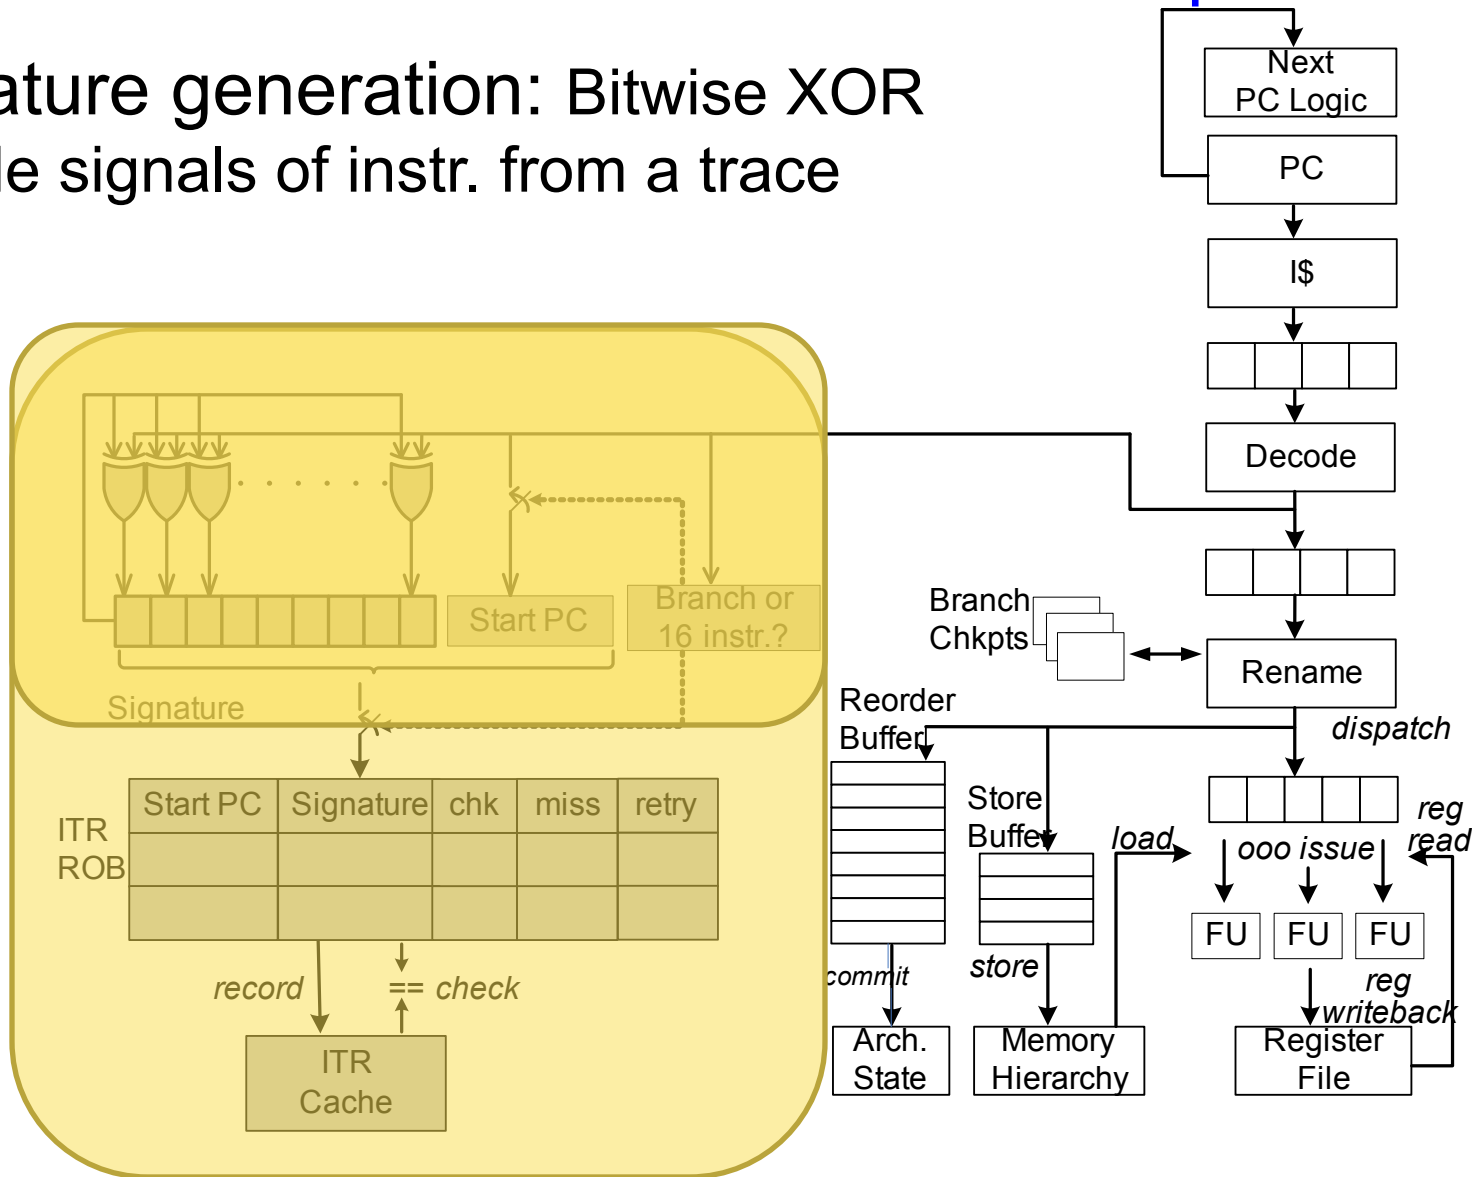 ature generation: Bitwise XOR
le signals of instr. from a trace
Next
PC Logic
PC
I$
Decode
Branch
Chkpts
Rename
dispatch
Reorder
Buffer
Store
Buffer
load
ooo issue
reg
read
FU
FU
FU
commit
store
reg
writeback
Arch.
State
Memory
Hierarchy
Register
File
Start PC
Branch or
16 instr.?
Signature
ITR
ROB
Start PC
Signature
chk
miss
retry
record
== check
ITR
Cache